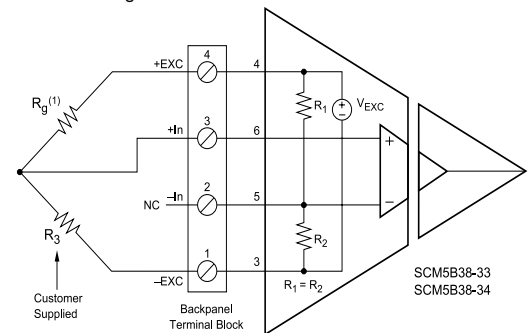 +EXC
4
4
Rg(1)
R1
VEXC
+
–
+In
3
6
+
–In
2
5
–
NC
R3
R2
–EXC
1
3
R1 = R2
SCM5B38-33
SCM5B38-34
Customer
Supplied
Backpanel
Terminal Block